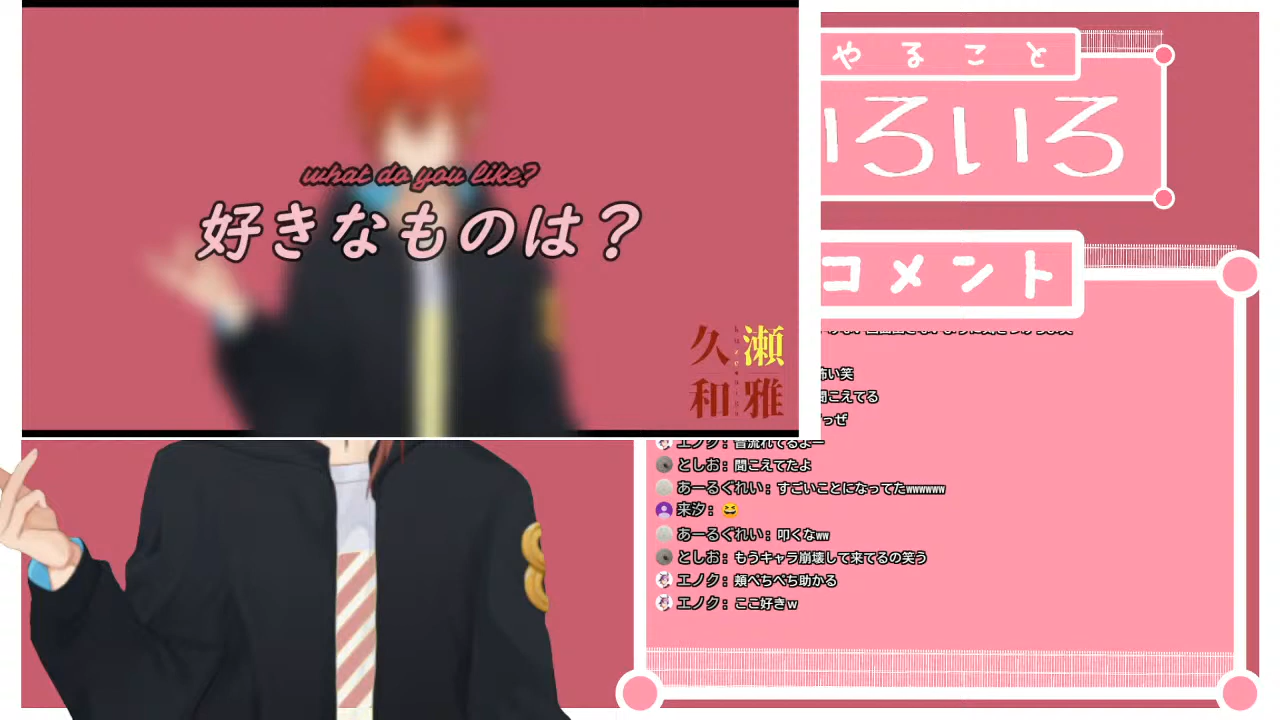 what do you like?
好きなものは？
久瀬
和雅
やること
いろいろ
コメント
怖い笑
聞こえてる
っぜ
エノク：音流れてるよー
としお：聞こえてたよ
あーるぐれい：すごいことになってたwwwwww
来汐：😆
あーるぐれい：叩くなww
としお：もうキャラ崩壊して来てるの笑う
エノク：頬ぺちぺち助かる
エノク：ここ好きｗ